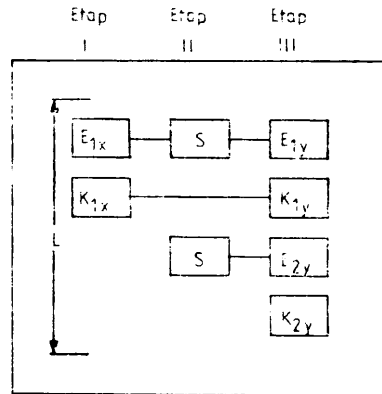 Etap Etap Etap
I II III
E1x S E1y
K1x K1y
L
S E2y
K2y